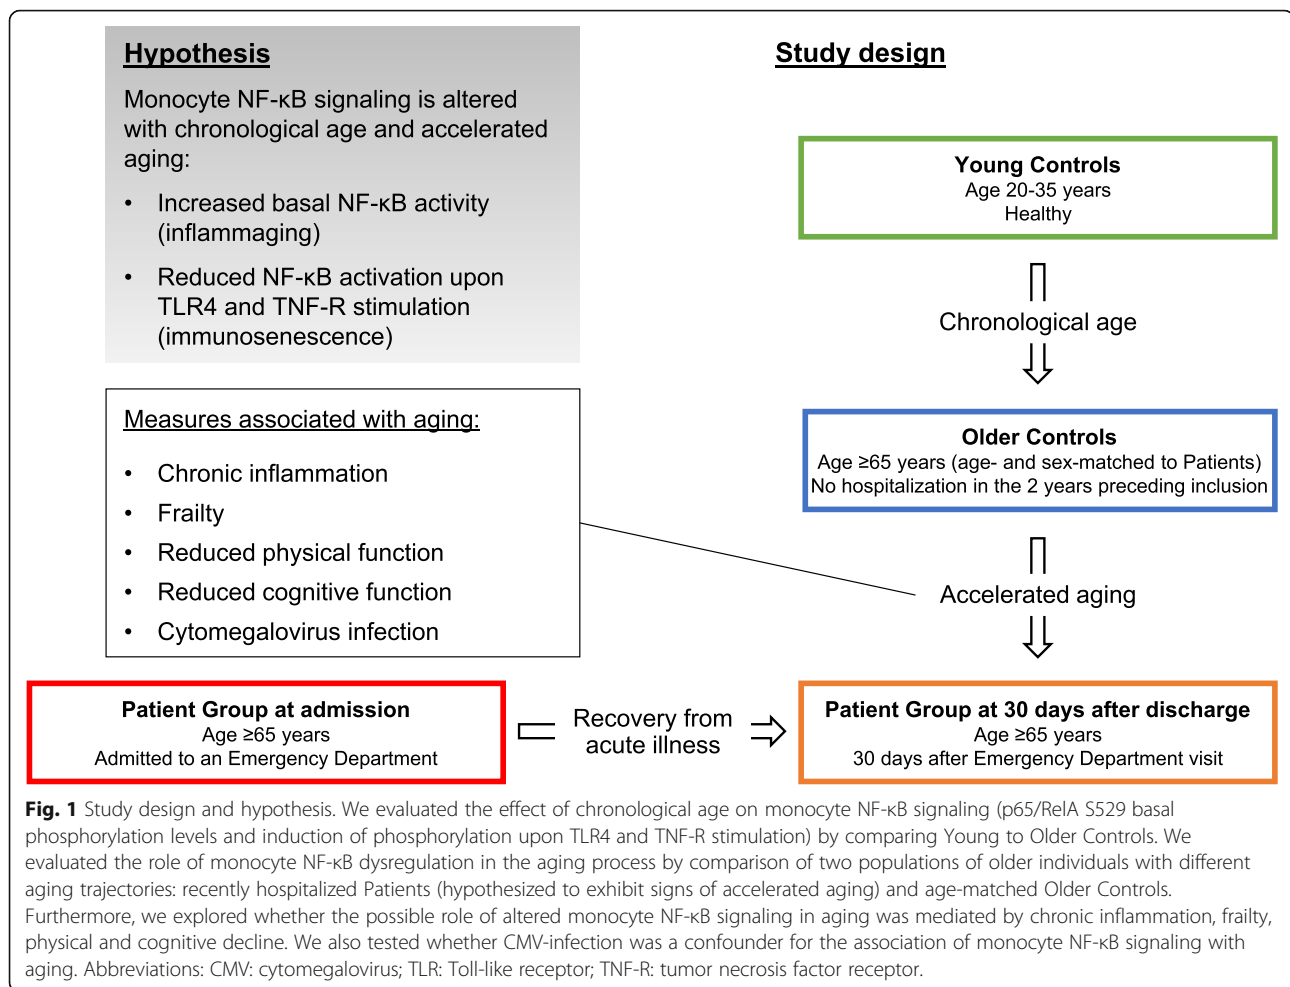 Hypothesis
Monocyte NF-κB signaling is altered
with chronological age and accelerated
aging:
• Increased basal NF-κB activity
(inflammaging)
• Reduced NF-κB activation upon
TLR4 and TNF-R stimulation
(immunosenescence)
Measures associated with aging:
• Chronic inflammation
• Frailty
• Reduced physical function
• Reduced cognitive function
• Cytomegalovirus infection
Study design
Young Controls
Age 20-35 years
Healthy
Chronological age
Older Controls
Age ≥65 years (age- and sex-matched to Patients)
No hospitalization in the 2 years preceding inclusion
Accelerated aging
Patient Group at admission
Age ≥65 years
Admitted to an Emergency Department
Recovery from
acute illness
Patient Group at 30 days after discharge
Age ≥65 years
30 days after Emergency Department visit
Fig. 1 Study design and hypothesis. We evaluated the effect of chronological age on monocyte NF-κB signaling (p65/RelA S529 basal
phosphorylation levels and induction of phosphorylation upon TLR4 and TNF-R stimulation) by comparing Young to Older Controls. We
evaluated the role of monocyte NF-κB dysregulation in the aging process by comparison of two populations of older individuals with different
aging trajectories: recently hospitalized Patients (hypothesized to exhibit signs of accelerated aging) and age-matched Older Controls.
Furthermore, we explored whether the possible role of altered monocyte NF-κB signaling in aging was mediated by chronic inflammation, frailty,
physical and cognitive decline. We also tested whether CMV-infection was a confounder for the association of monocyte NF-κB signaling with
aging. Abbreviations: CMV: cytomegalovirus; TLR: Toll-like receptor; TNF-R: tumor necrosis factor receptor.